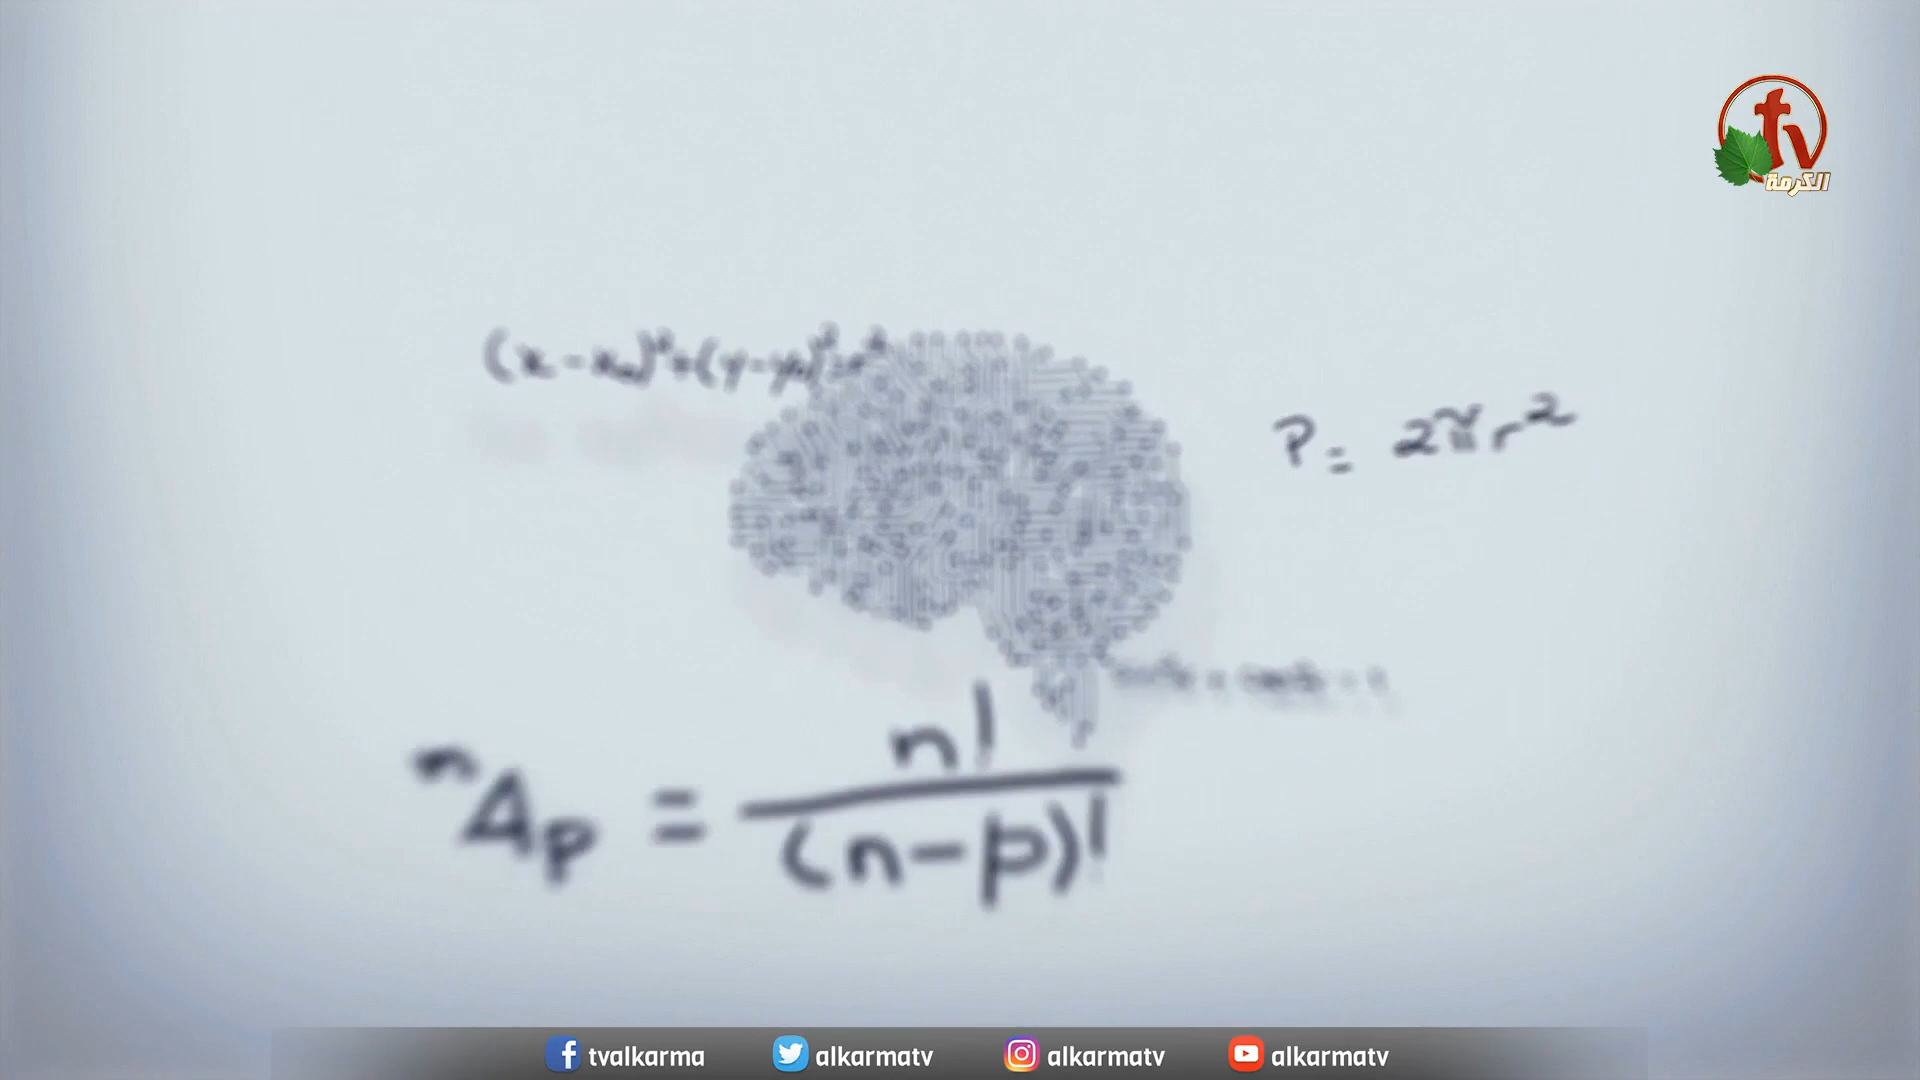 tv
الكرمة
(x-x₀)²+(y-y₀)²=r²
P= 2πr²
ⁿAₚ = n! / (n-p)!
tvalkarma
alkarmatv
alkarmatv
alkarmatv